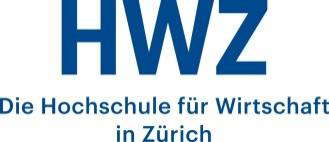 HWZ
Die Hochschule für Wirtschaft
in Zürich